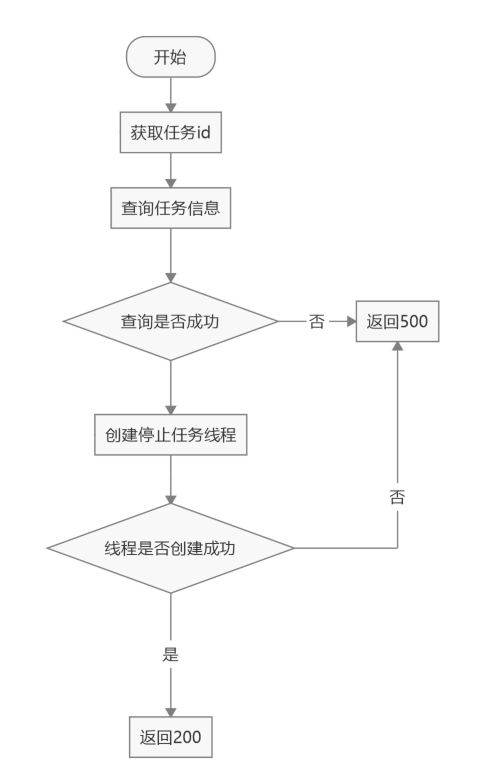 开始
获取任务id
查询任务信息
查询是否成功
否
返回500
创建停止任务线程
否
线程是否创建成功
是
返回200